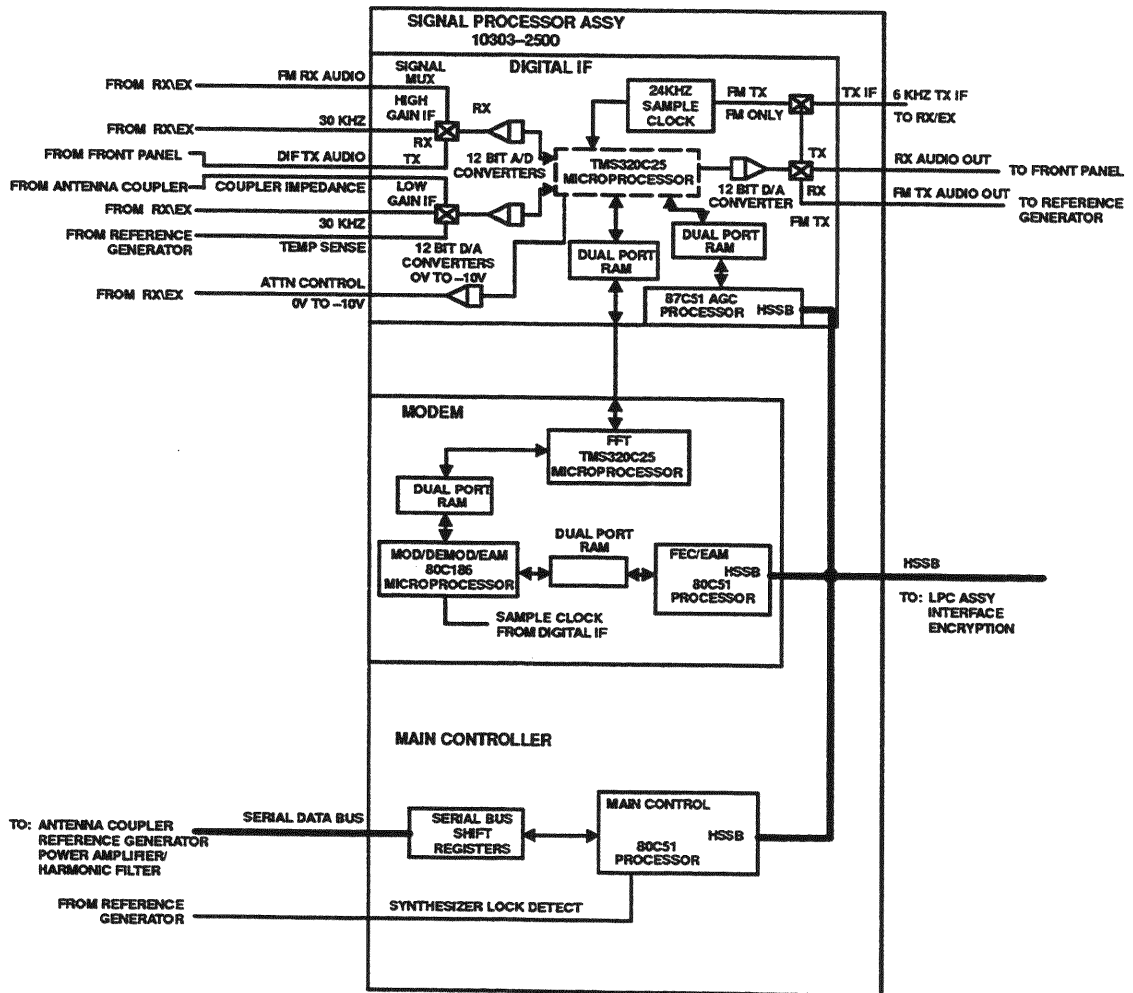 SIGNAL PROCESSOR ASSY
10303–2500
DIGITAL IF
FROM RX\EX
FM RX AUDIO
SIGNAL
MUX
HIGH
GAIN IF
RX
24KHZ
SAMPLE
CLOCK
FM TX
FM ONLY
TX IF
6 KHZ TX IF
TO RX/EX
FROM RX\EX
30 KHZ
RX
FROM FRONT PANEL
DIF TX AUDIO
TX
12 BIT A/D
CONVERTERS
TMS320C25
MICROPROCESSOR
12 BIT D/A
CONVERTER
TX
RX
RX AUDIO OUT
TO FRONT PANEL
FROM ANTENNA COUPLER
COUPLER IMPEDANCE
LOW
GAIN IF
FM TX
FM TX AUDIO OUT
TO REFERENCE
GENERATOR
FROM RX\EX
30 KHZ
FROM REFERENCE
GENERATOR
TEMP SENSE
12 BIT D/A
CONVERTERS
0V TO –10V
DUAL PORT
RAM
DUAL PORT
RAM
FROM RX\EX
ATTN CONTROL
0V TO –10V
87C51 AGC
PROCESSOR
HSSB
MODEM
FFT
TMS320C25
MICROPROCESSOR
DUAL PORT
RAM
MOD/DEMOD/EAM
80C186
MICROPROCESSOR
DUAL PORT
RAM
FEC/EAM
HSSB
80C51
PROCESSOR
HSSB
TO: LPC ASSY
INTERFACE
ENCRYPTION
SAMPLE CLOCK
FROM DIGITAL IF
MAIN CONTROLLER
TO: ANTENNA COUPLER
REFERENCE GENERATOR
POWER AMPLIFIER/
HARMONIC FILTER
SERIAL DATA BUS
SERIAL BUS
SHIFT
REGISTERS
MAIN CONTROL
HSSB
80C51
PROCESSOR
FROM REFERENCE
GENERATOR
SYNTHESIZER LOCK DETECT